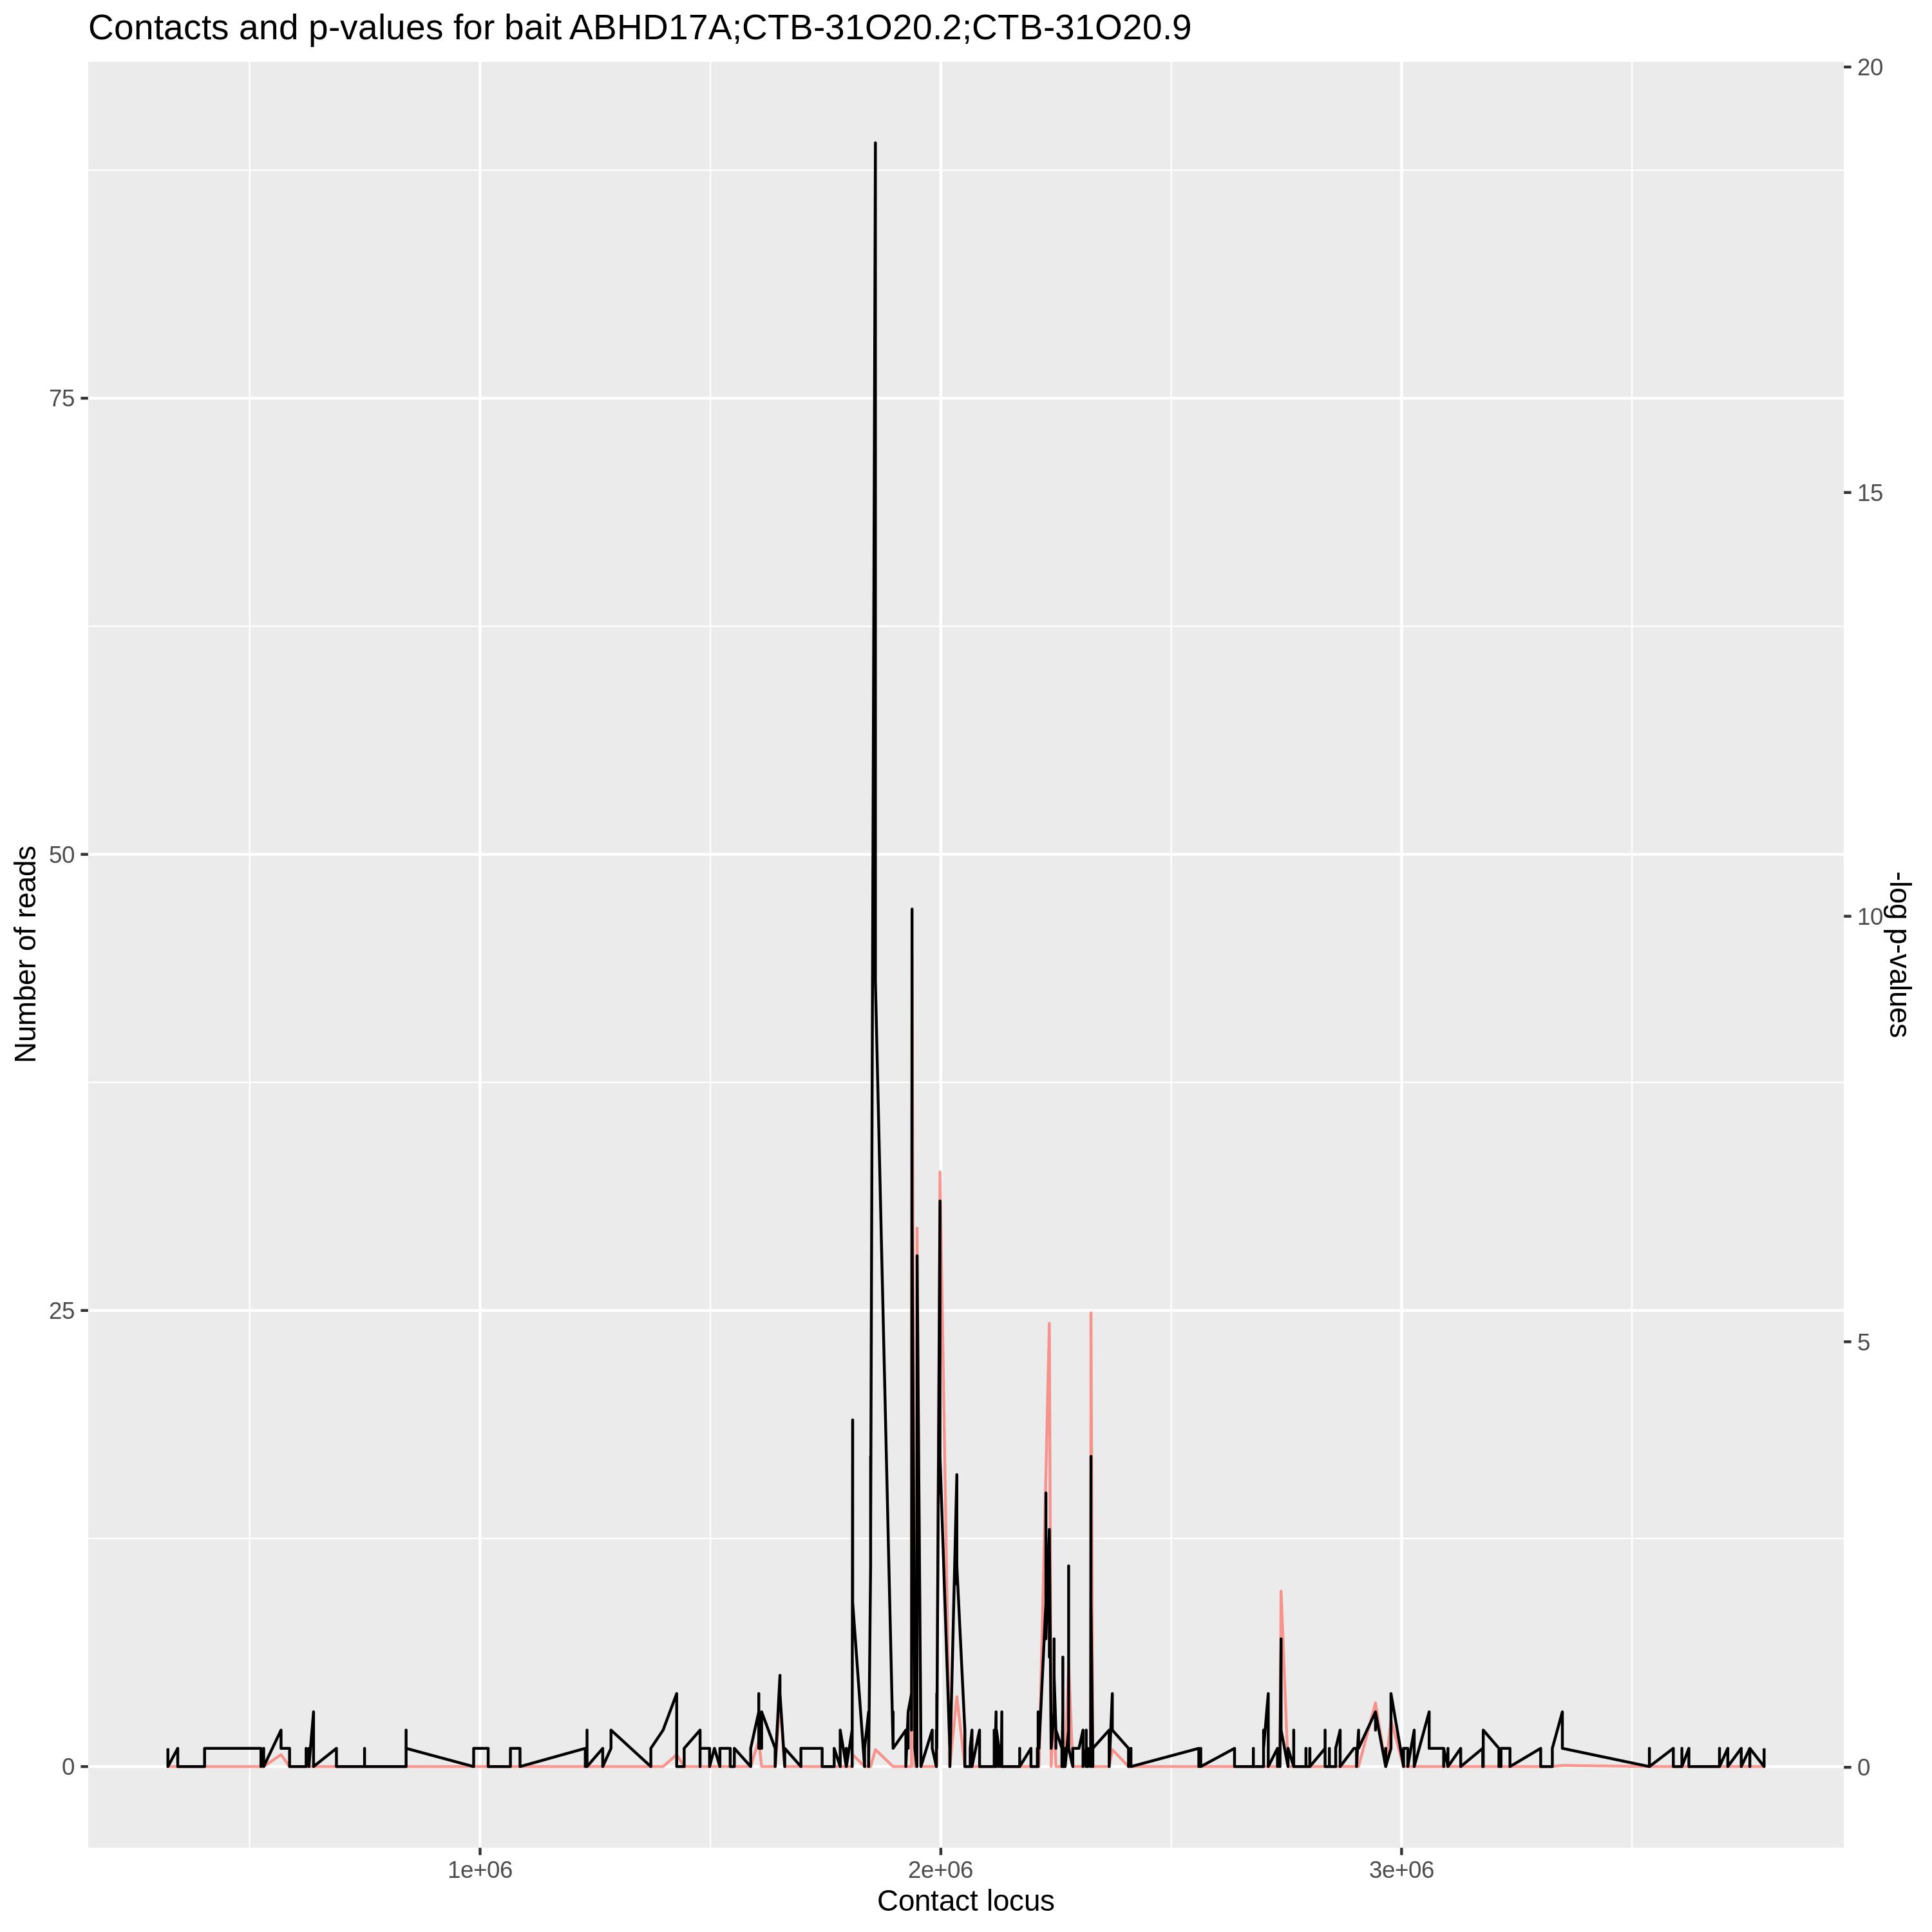 Contacts and p-values for bait ABHD17A;CTB-31O20.2;CTB-31O20.9
20
75
15
50
10
Number of reads
-log p-values
25
5
0
0
1e+06
2e+06
3e+06
Contact locus